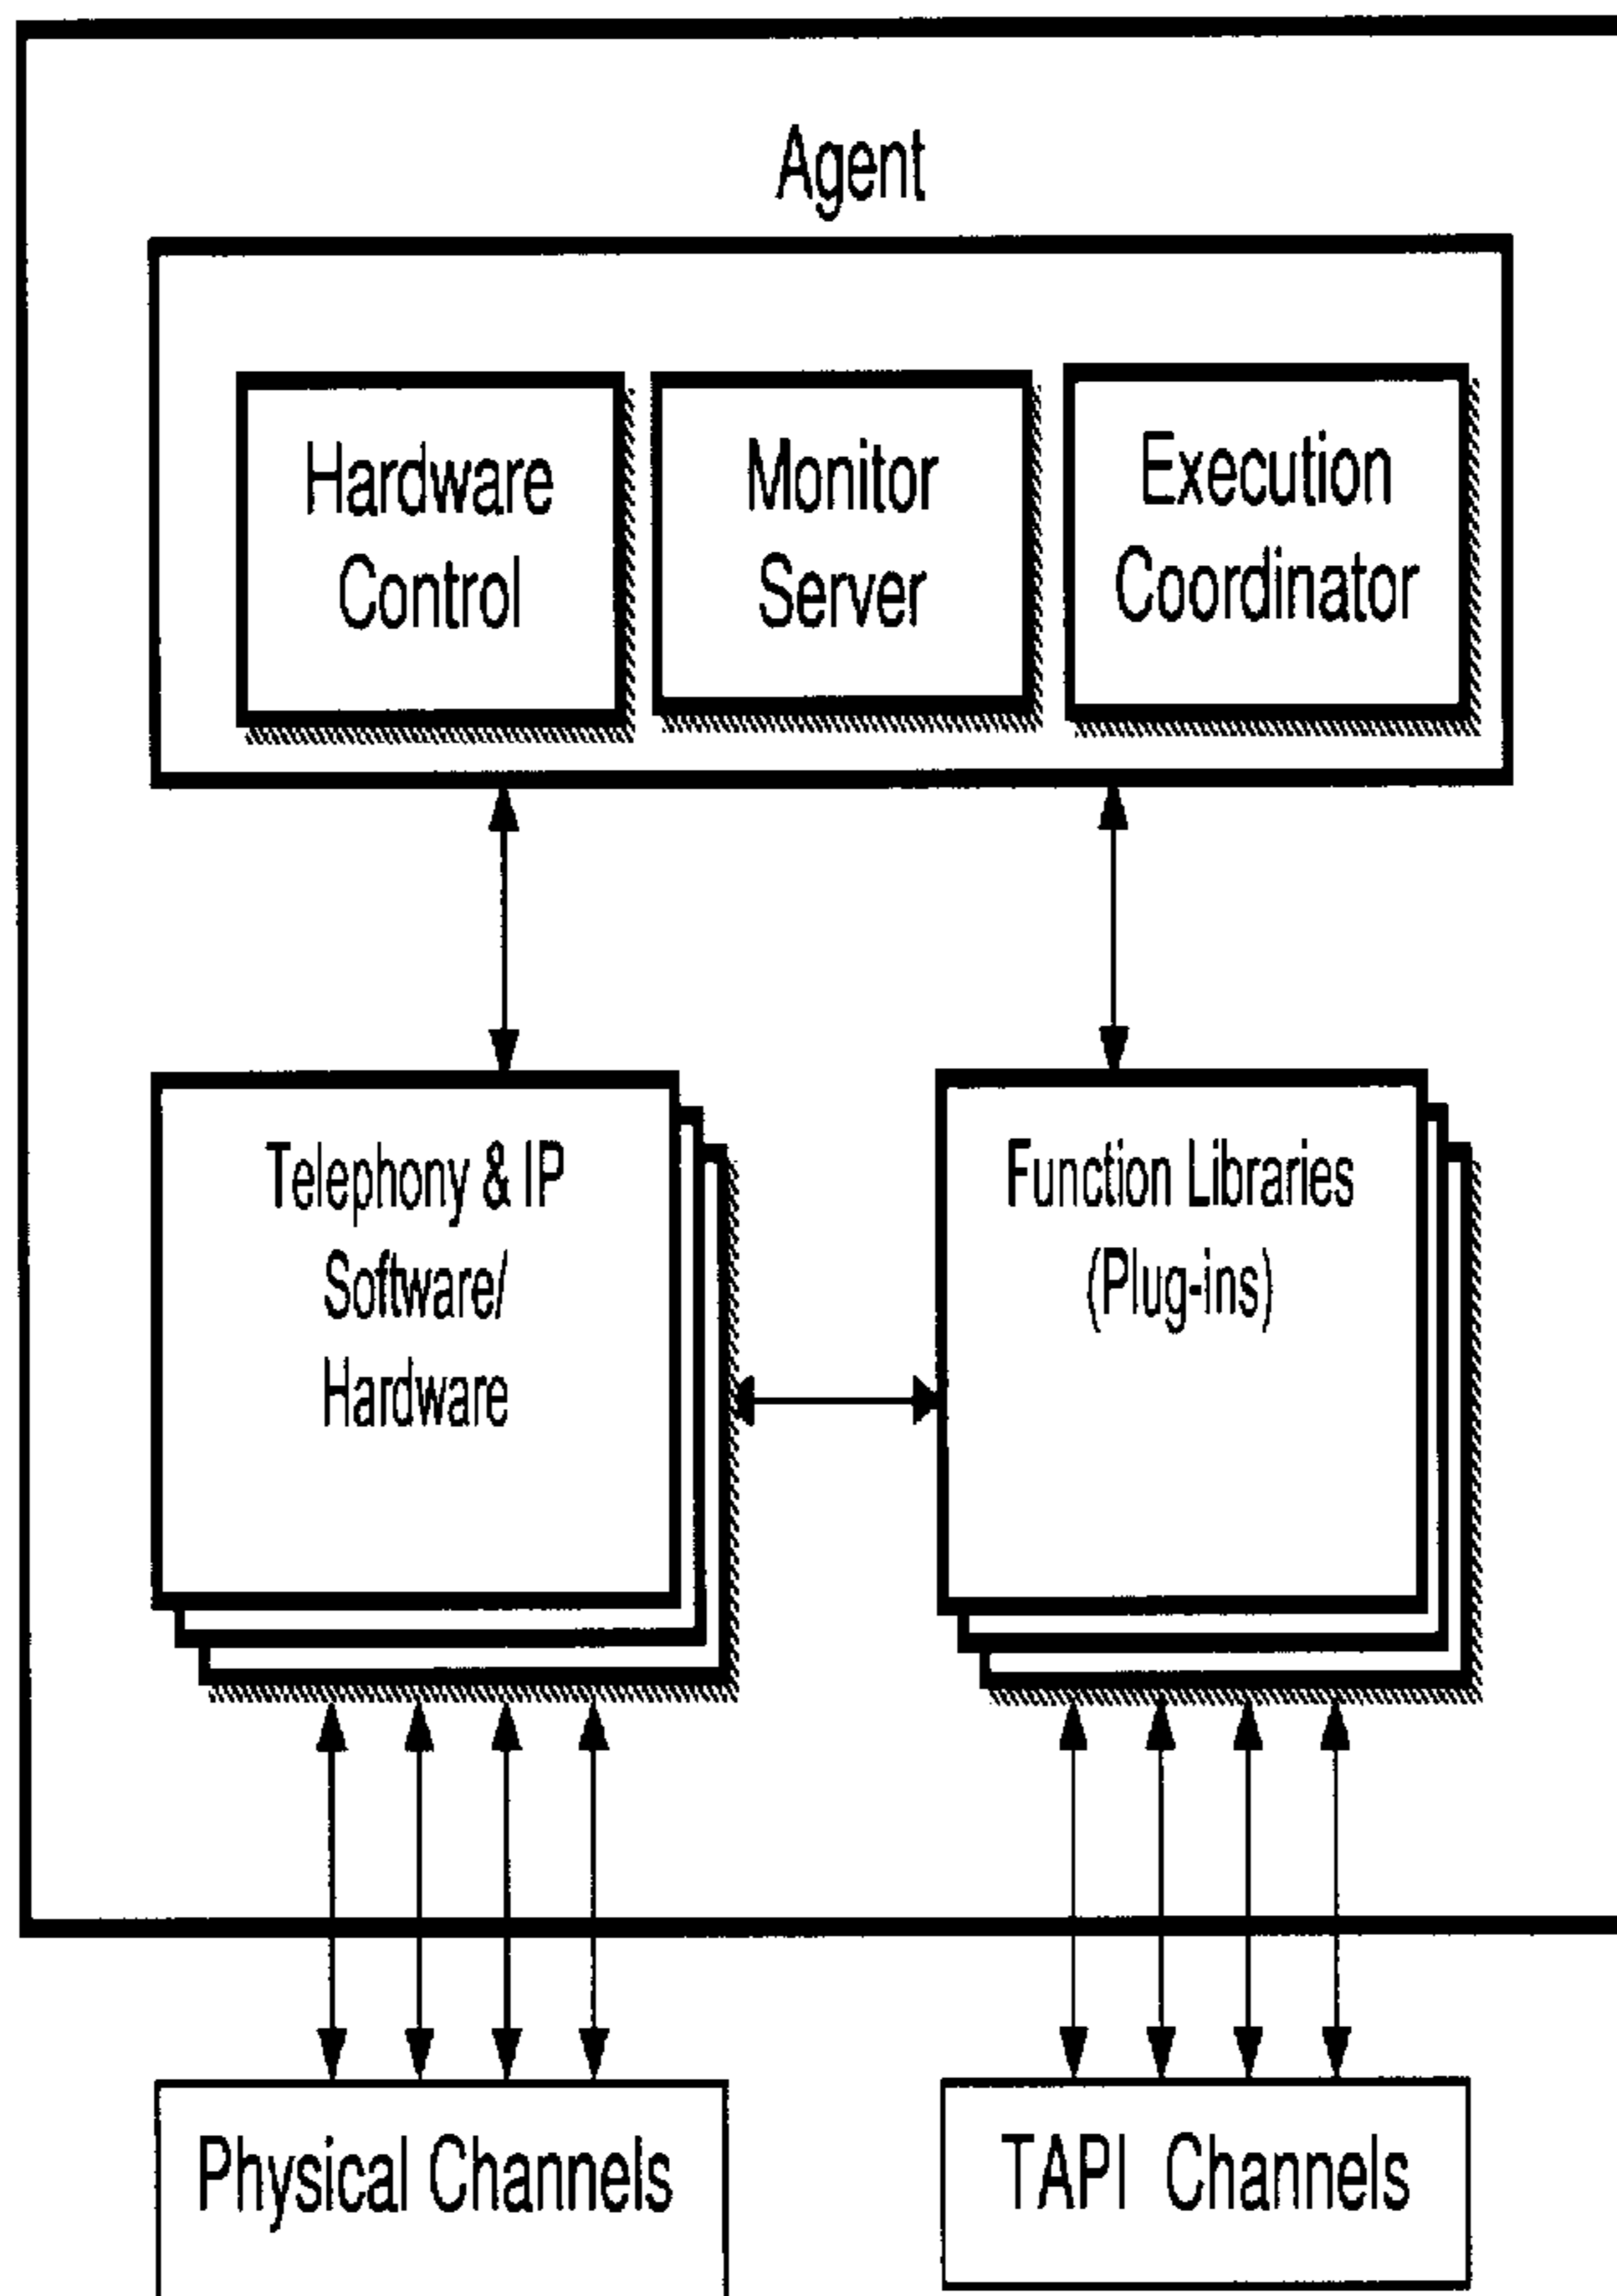 Agent
Hardware
Control
Monitor
Server
Execution
Coordinator
Telephony & IP
Software/
Hardware
Function Libraries
(Plug-ins)
Physical Channels
TAPI Channels